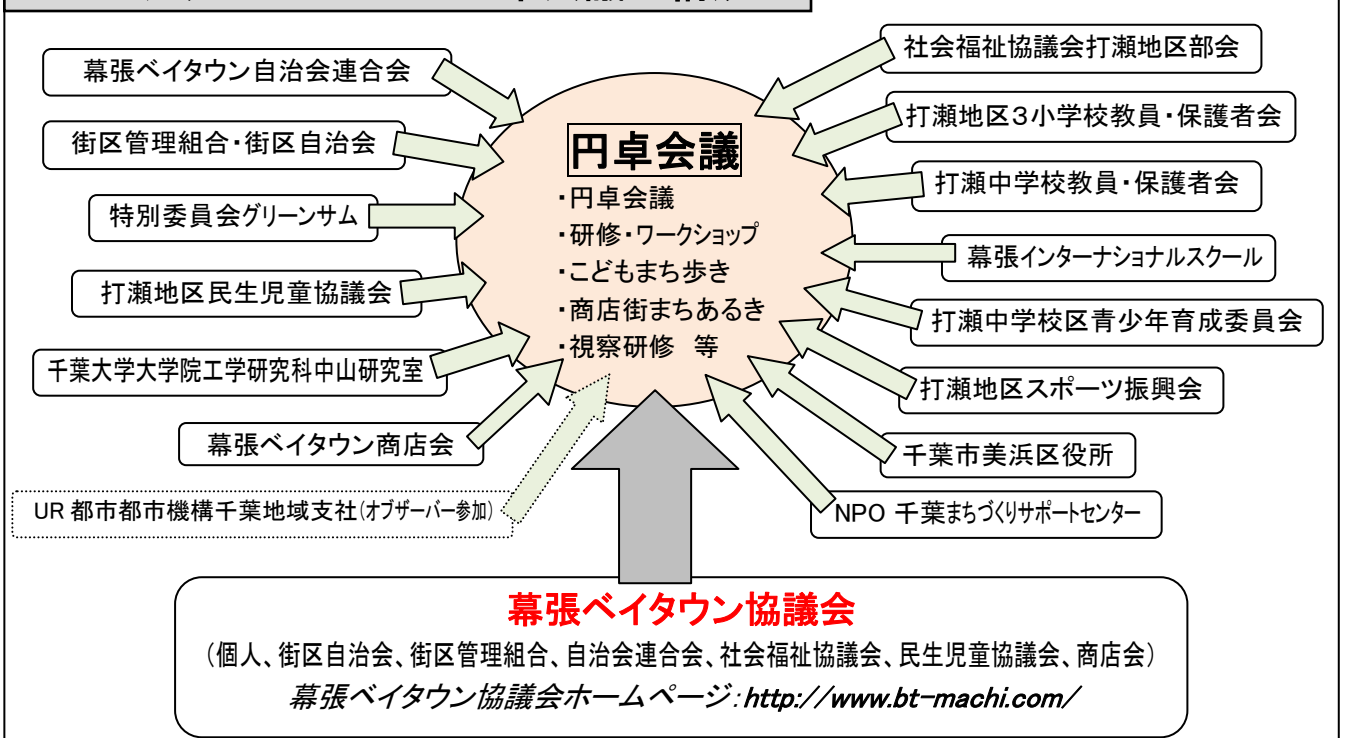 幕張ベイタウン自治会連合会
街区管理組合・街区自治会
特別委員会グリーンサム
打瀬地区民生児童協議会
千葉大学大学院工学研究科中山研究室
幕張ベイタウン商店会
UR 都市都市機構千葉地域支社(オブザーバー参加)
円卓会議
・円卓会議
・研修・ワークショップ
・こどもまち歩き
・商店街まちあるき
・視察研修 等
社会福祉協議会打瀬地区部会
打瀬地区3小学校教員・保護者会
打瀬中学校教員・保護者会
幕張インターナショナルスクール
打瀬中学校区青少年育成委員会
打瀬地区スポーツ振興会
千葉市美浜区役所
NPO 千葉まちづくりサポートセンター
幕張ベイタウン協議会
(個人、街区自治会、街区管理組合、自治会連合会、社会福祉協議会、民生児童協議会、商店会)
幕張ベイタウン協議会ホームページ:http://www.bt-machi.com/